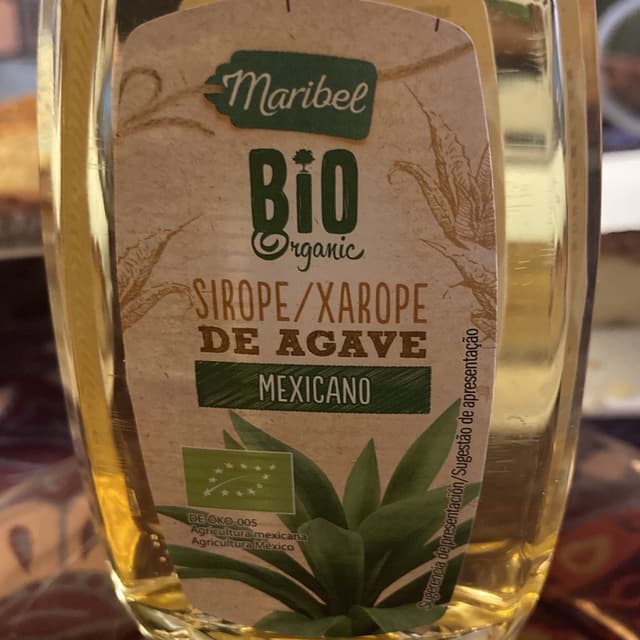 Maribel
BIO
Organic
SIROPE/XAROPE
DE AGAVE
MEXICANO
DE-ÖKO-005
Agricultura mexicana
Agricultura México
Sugerencia de presentación/Sugestão de apresentação